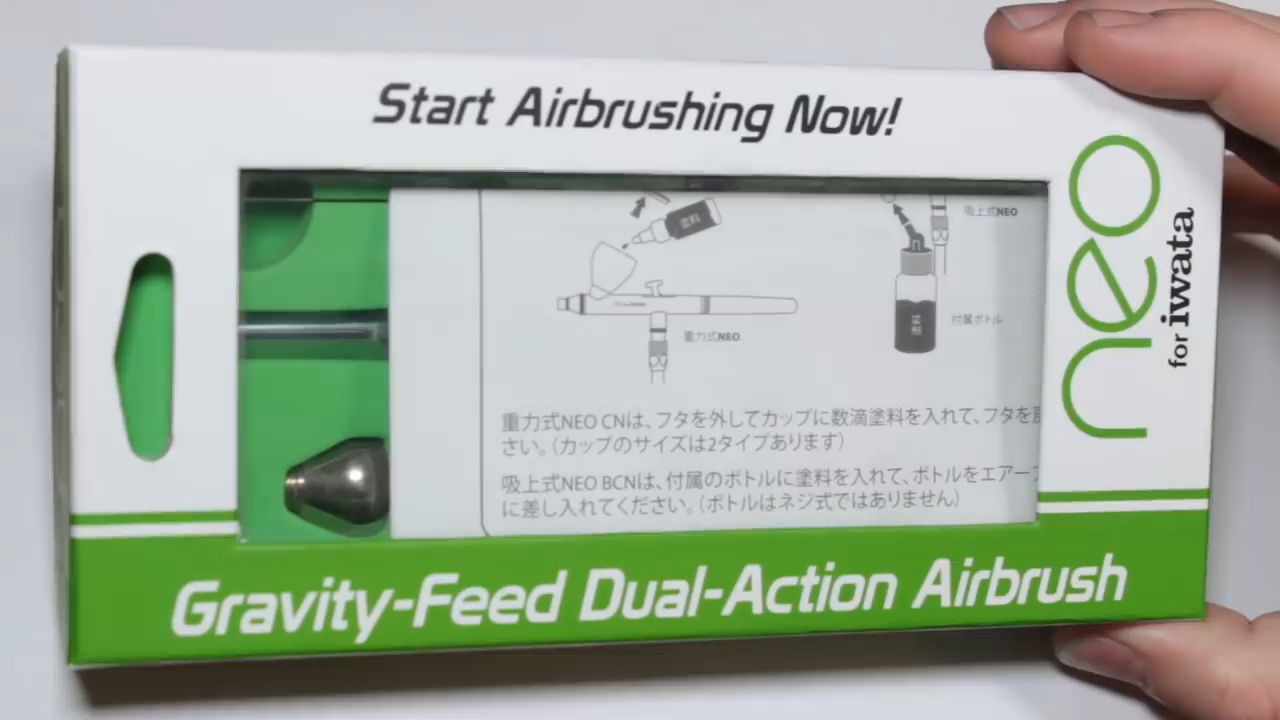 Start Airbrushing Now!
neo
for iwata
塗料
吸上式NEO
重力式NEO
塗料
付属ボトル
重力式NEO CNは、フタを外してカップに数滴塗料を入れて、フタを
さい。(カップのサイズは2タイプあります)
吸上式NEO BCNは、付属のボトルに塗料を入れて、ボトルをエアー
に差し入れてください。(ボトルはネジ式ではありません)
Gravity-Feed Dual-Action Airbrush